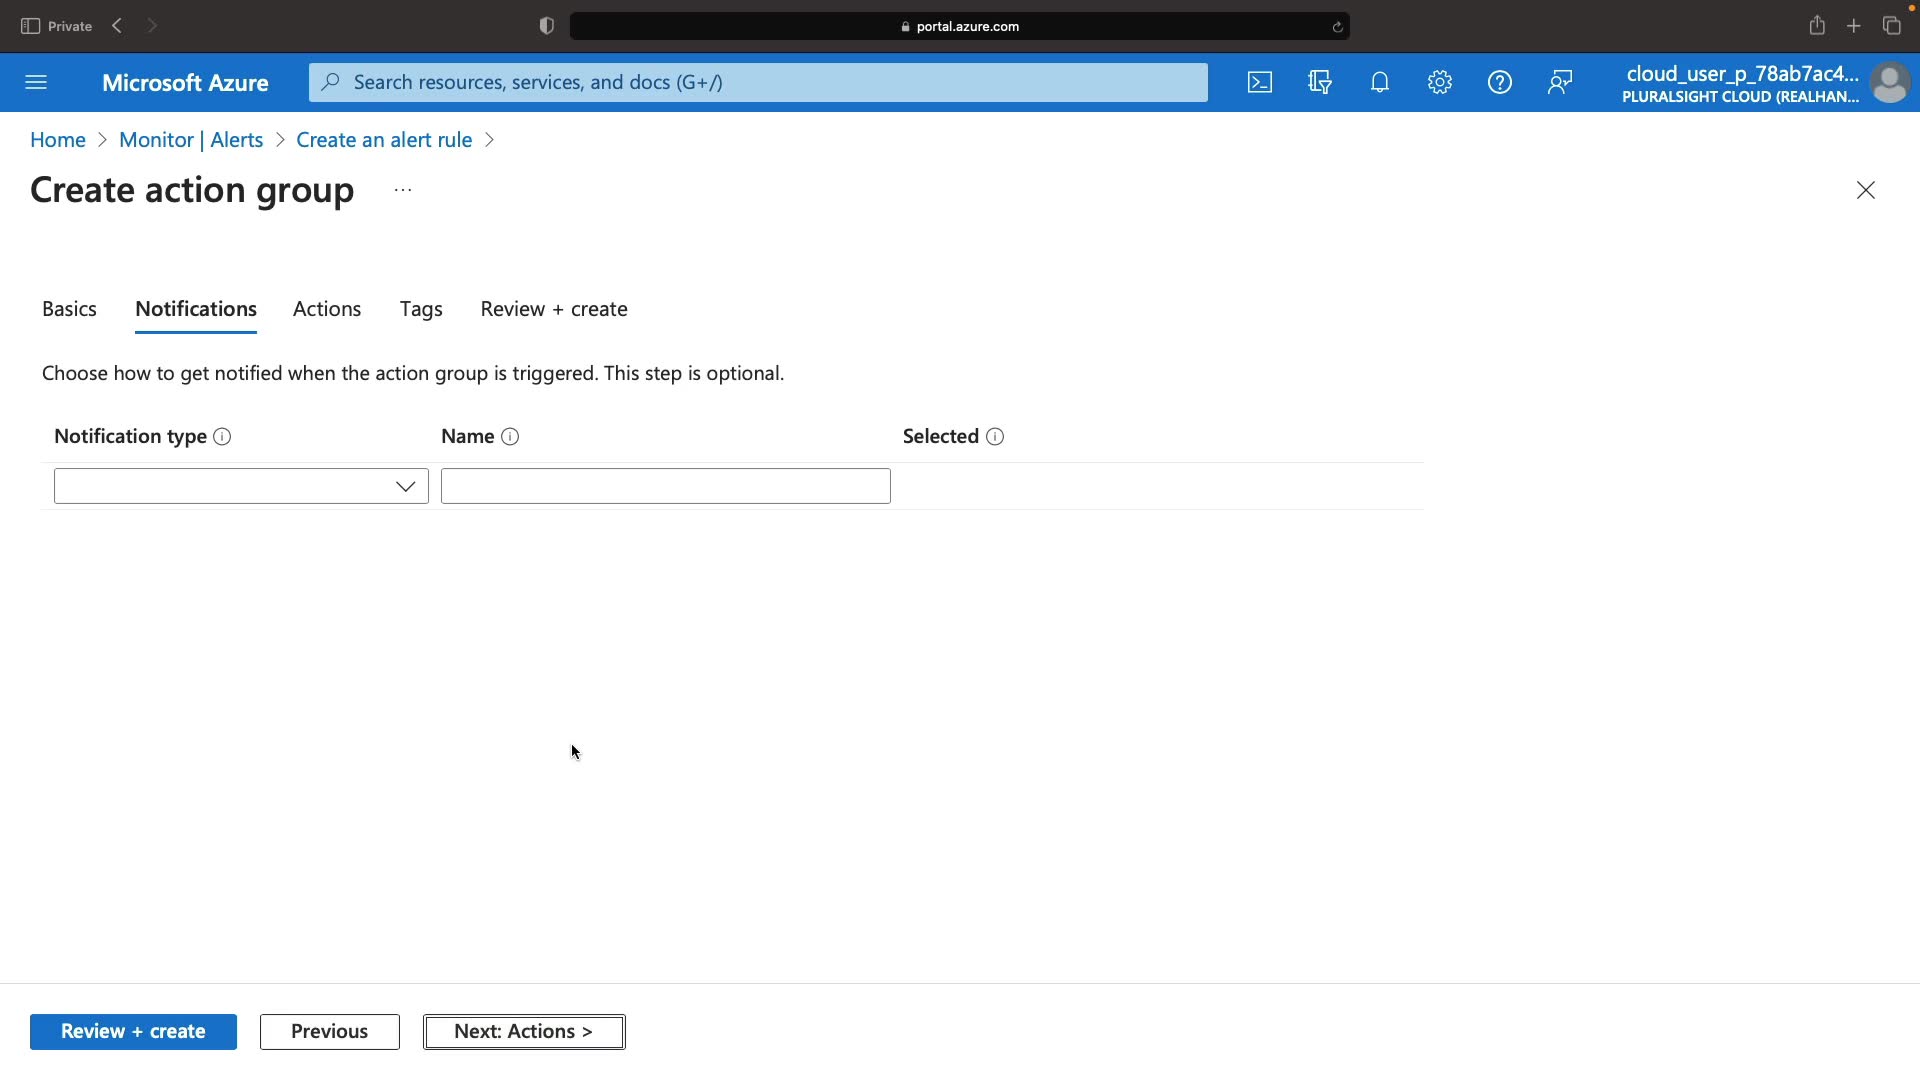 Private
portal.azure.com
Microsoft Azure
Search resources, services, and docs (G+/)
cloud_user_p_78ab7ac4...
PLURALSIGHT CLOUD (REALHAN...
Home > Monitor | Alerts > Create an alert rule >
Create action group ...
Basics Notifications Actions Tags Review + create
Choose how to get notified when the action group is triggered. This step is optional.
Notification type Name Selected
Review + create Previous Next: Actions >